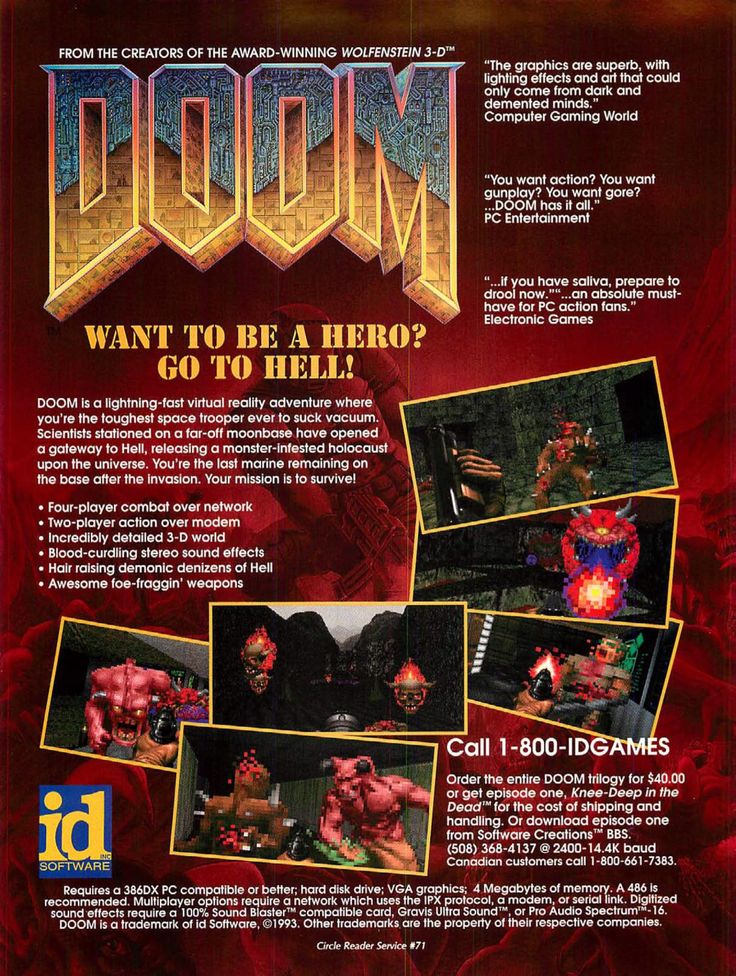 FROM THE CREATORS OF THE AWARD-WINNING WOLFENSTEIN 3-D™
DOOM
™
"The graphics are superb, with
lighting effects and art that could
only come from dark and
demented minds."
Computer Gaming World
"You want action? You want
gunplay? You want gore?
...DOOM has it all."
PC Entertainment
"...if you have saliva, prepare to
drool now.""...an absolute must-
have for PC action fans."
Electronic Games
WANT TO BE A HERO?
GO TO HELL!
DOOM is a lightning-fast virtual reality adventure where
you're the toughest space trooper ever to suck vacuum.
Scientists stationed on a far-off moonbase have opened
a gateway to Hell, releasing a monster-infested holocaust
upon the universe. You're the last marine remaining on
the base after the invasion. Your mission is to survive!
• Four-player combat over network
• Two-player action over modem
• Incredibly detailed 3-D world
• Blood-curdling stereo sound effects
• Hair raising demonic denizens of Hell
• Awesome foe-fraggin' weapons
Call 1-800-IDGAMES
Order the entire DOOM trilogy for $40.00
or get episode one, Knee-Deep in the
Dead™ for the cost of shipping and
handling. Or download episode one
from Software Creations™ BBS.
(508) 368-4137 @ 2400-14.4K baud
Canadian customers call 1-800-661-7383.
id
INC
SOFTWARE
Requires a 386DX PC compatible or better; hard disk drive; VGA graphics; 4 Megabytes of memory. A 486 is
recommended. Multiplayer options require a network which uses the IPX protocol, a modem, or serial link. Digitized
sound effects require a 100% Sound Blaster™ compatible card, Gravis Ultra Sound™, or Pro Audio Spectrum™-16.
DOOM is a trademark of id Software, ©1993. Other trademarks are the property of their respective companies.
Circle Reader Service #71